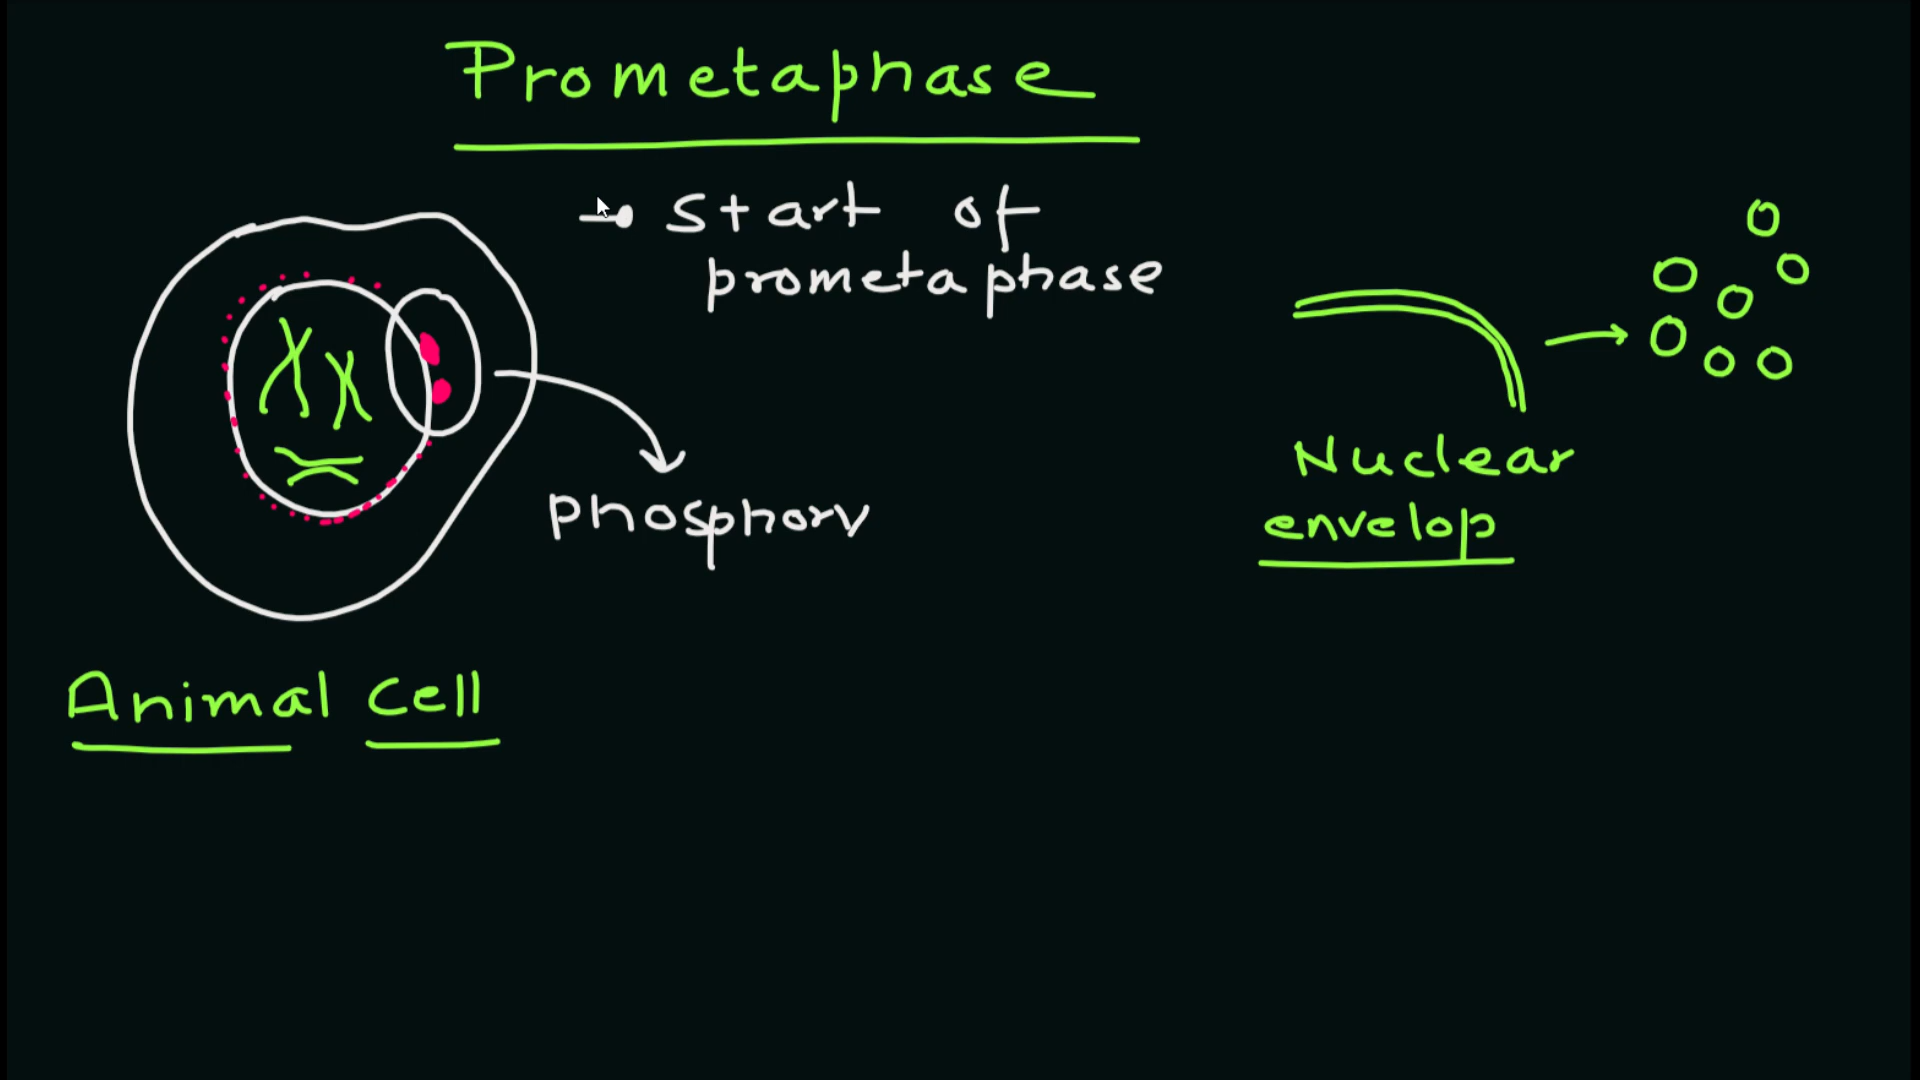 Prometaphase
start of
prometaphase
phosphorv
Nuclear
envelop
Animal cell